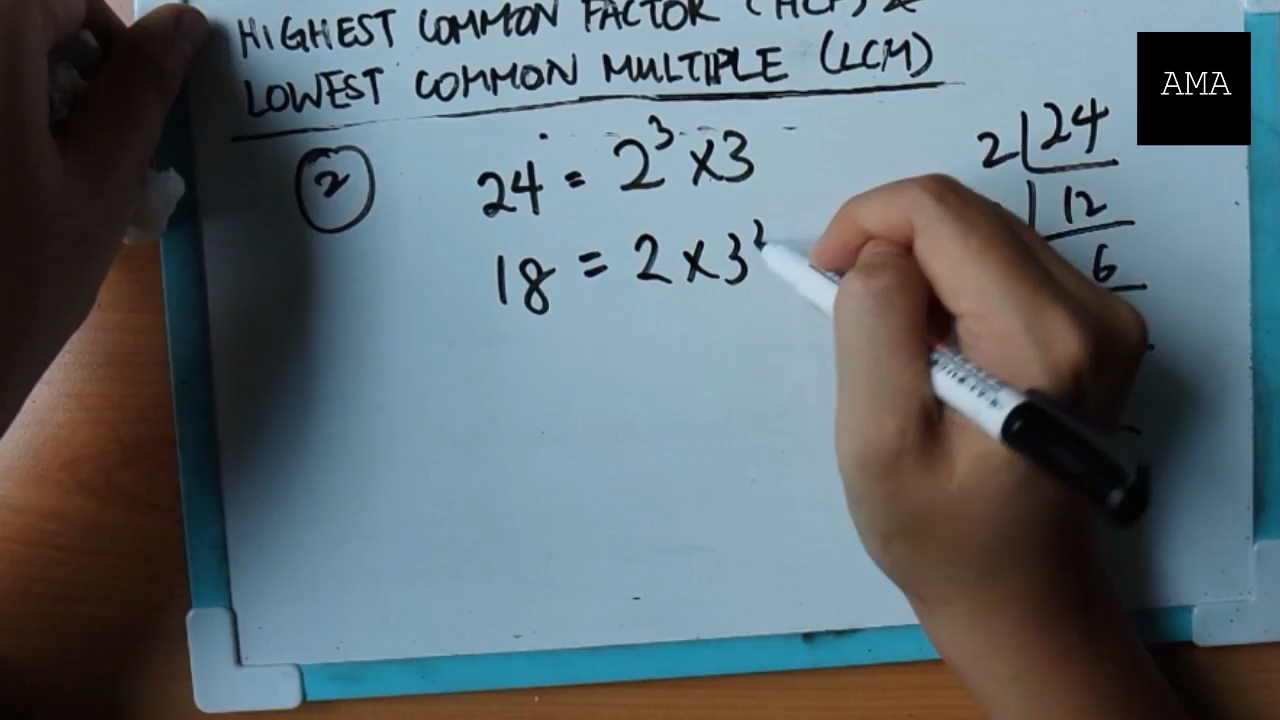 HIGHEST COMMON FACTOR (HCF) &
LOWEST COMMON MULTIPLE (LCM)
2
24 = 2³ × 3
18 = 2 × 3²
2 24
12
6
AMA